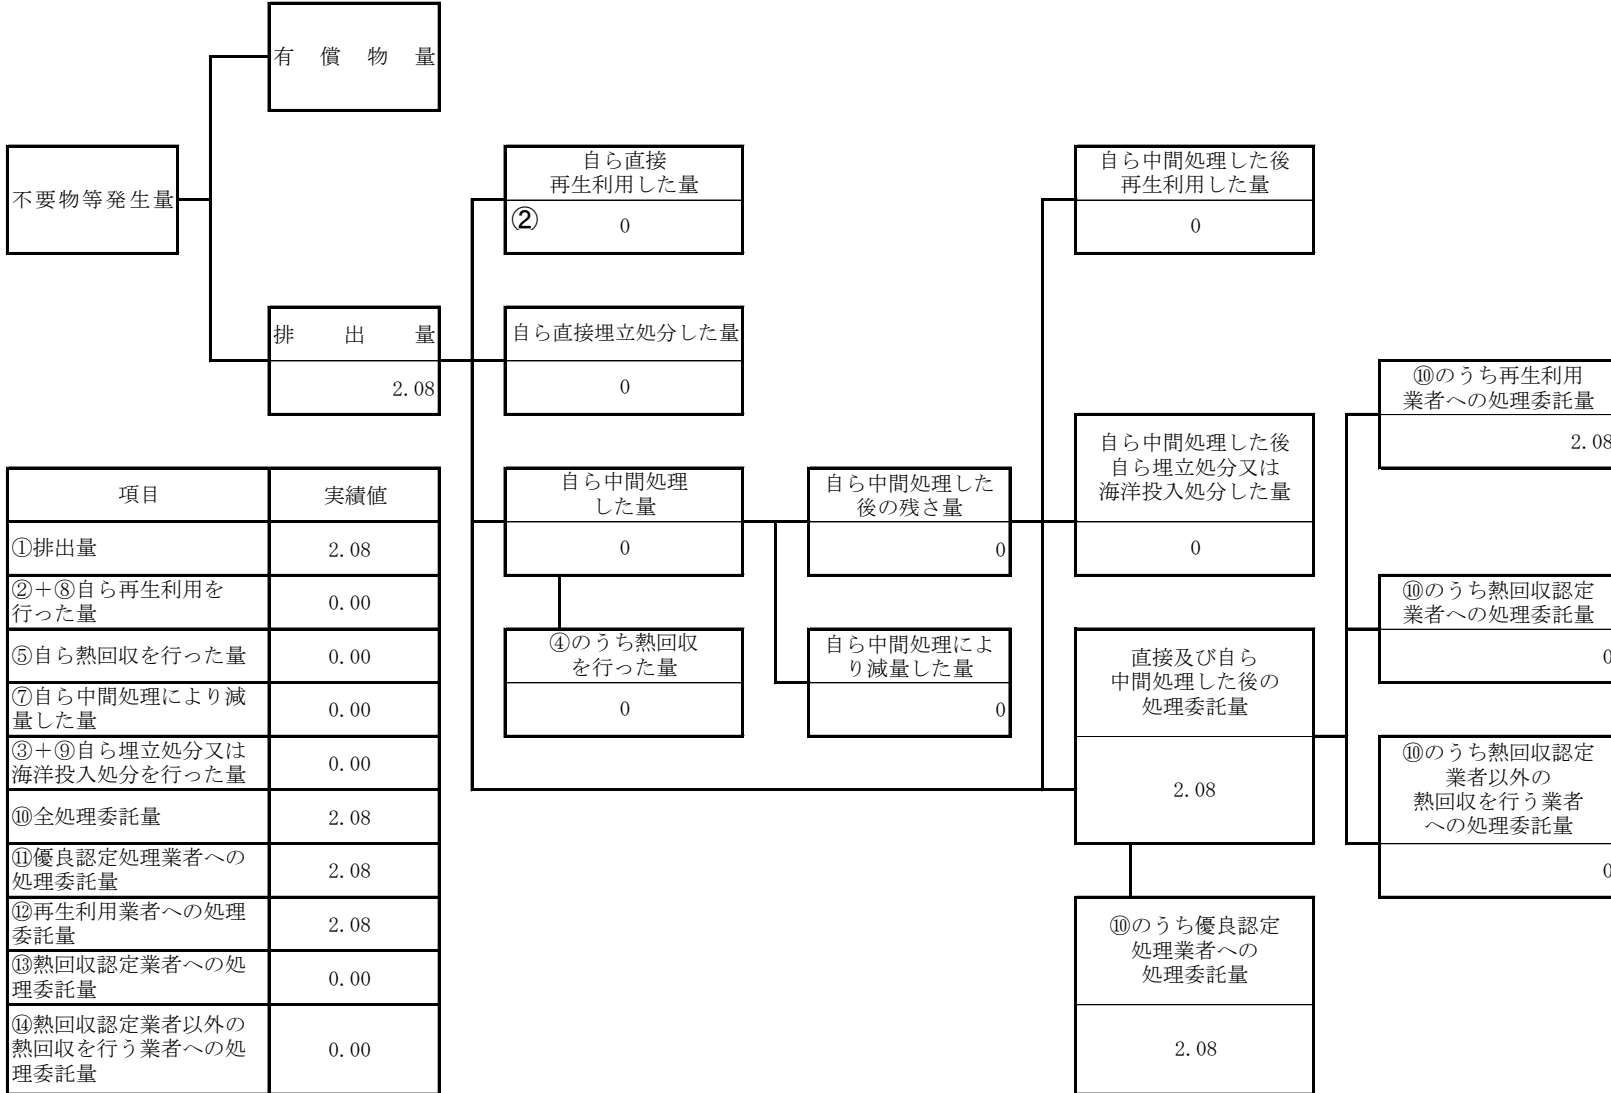 有償物量
不要物等発生量
自ら直接
再生利用した量
②
0
自ら中間処理した後
再生利用した量
0
排出量
2.08
自ら直接埋立処分した量
0
⑩のうち再生利用
業者への処理委託量
2.08
自ら中間処理
した量
0
自ら中間処理した
後の残さ量
0
自ら中間処理した後
自ら埋立処分又は
海洋投入処分した量
0
④のうち熱回収
を行った量
0
自ら中間処理によ
り減量した量
0
直接及び自ら
中間処理した後の
処理委託量
2.08
⑩のうち熱回収認定
業者への処理委託量
0
⑩のうち熱回収認定
業者以外の
熱回収を行う業者
への処理委託量
0
⑩のうち優良認定
処理業者への
処理委託量
2.08
項目 実績値
①排出量 2.08
②＋⑧自ら再生利用を
行った量 0.00
⑤自ら熱回収を行った量 0.00
⑦自ら中間処理により減
量した量 0.00
③＋⑨自ら埋立処分又は
海洋投入処分を行った量 0.00
⑩全処理委託量 2.08
⑪優良認定処理業者への
処理委託量 2.08
⑫再生利用業者への処理
委託量 2.08
⑬熱回収認定業者への処
理委託量 0.00
⑭熱回収認定業者以外の
熱回収を行う業者への処
理委託量 0.00